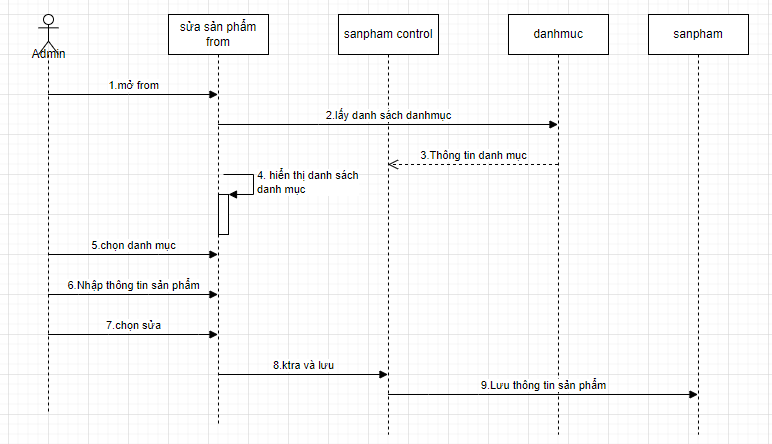 Admin
sửa sản phẩm
from
sanpham control
danhmuc
sanpham
1.mở from
2.lấy danh sách danhmục
3.Thông tin danh mục
4. hiển thị danh sách
danh mục
5.chọn danh mục
6.Nhập thông tin sản phẩm
7.chọn sửa
8.ktra và lưu
9.Lưu thông tin sản phẩm